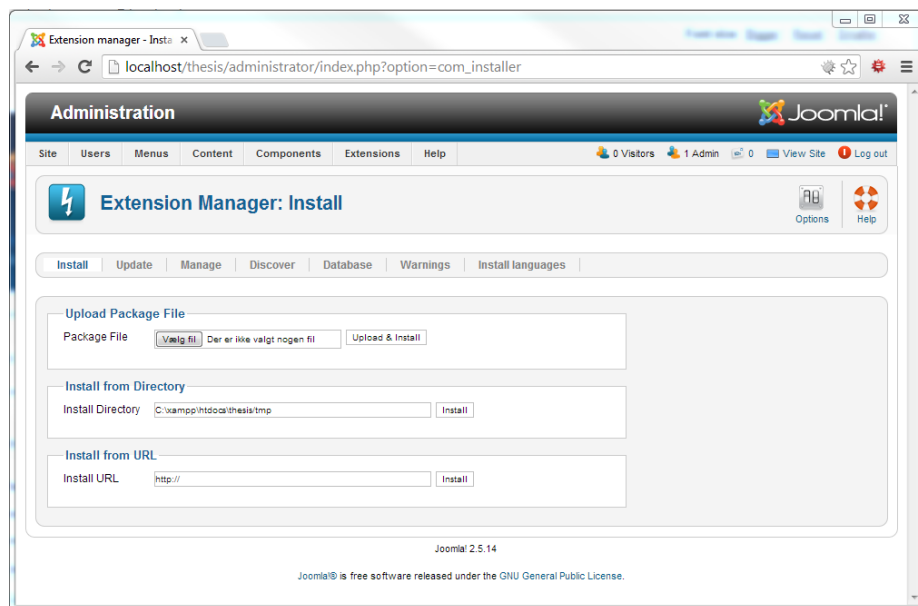 Extension manager - Insta
localhost/thesis/administrator/index.php?option=com_installer
Administration
Joomla!
Site Users Menus Content Components Extensions Help 0 Visitors 1 Admin 0 View Site Log out
Extension Manager: Install
Options
Help
Install Update Manage Discover Database Warnings Install languages
Upload Package File
Package File Vælg fil Der er ikke valgt nogen fil Upload & Install
Install from Directory
Install Directory C:\xampp\htdocs\thesis/tmp Install
Install from URL
Install URL http:// Install
Joomla! 2.5.14
Joomla!® is free software released under the GNU General Public License.